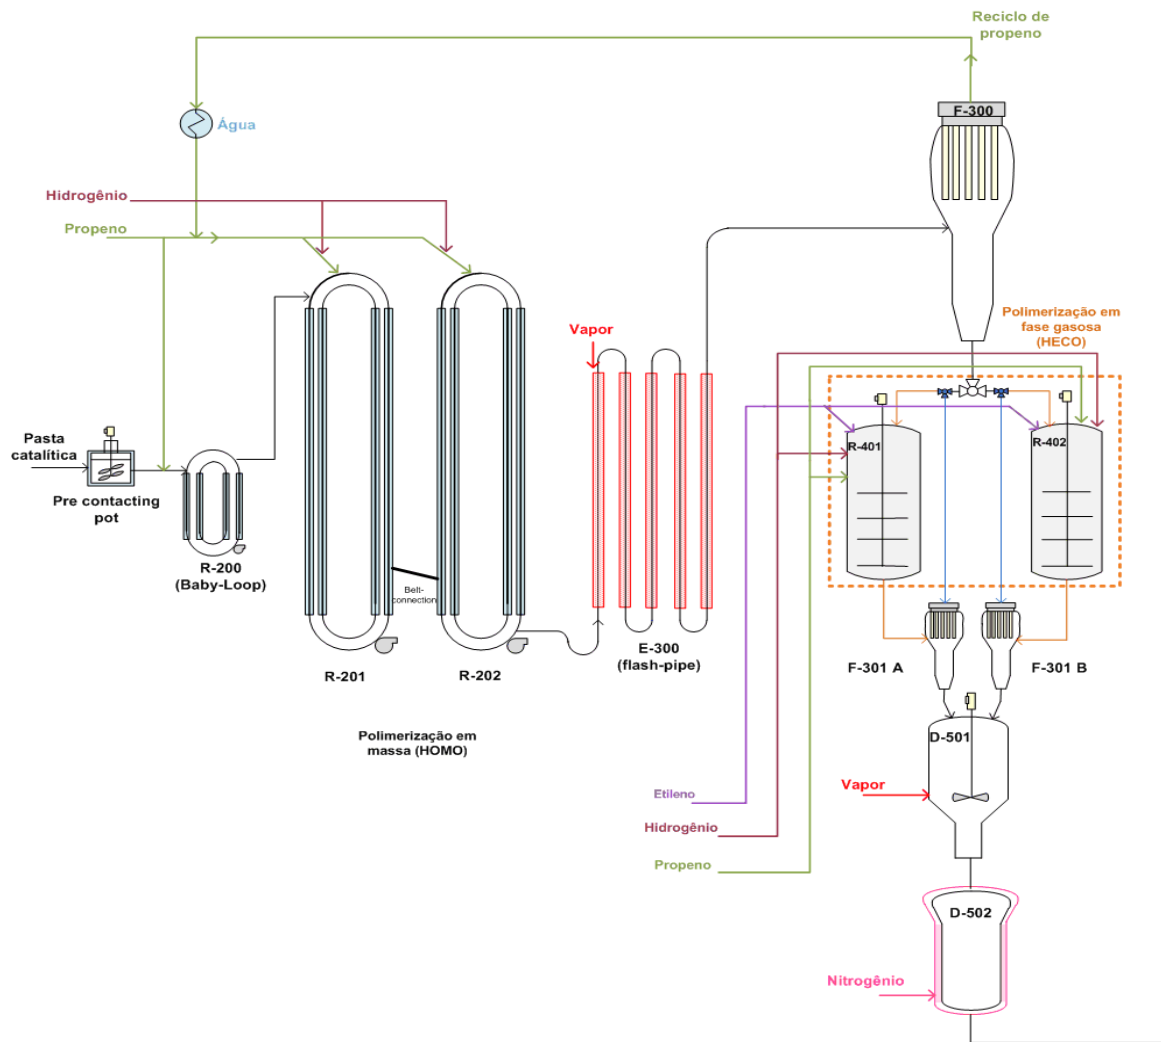 Reciclo de
propeno
F-300
Água
Hidrogênio
Propeno
Polimerização em
fase gasosa
(HECO)
Vapor
Pasta
catalítica
Pre contacting
pot
R-200
(Baby-Loop)
Belt-
connection
R-201
R-202
E-300
(flash-pipe)
R-401
R-402
F-301 A
F-301 B
Polimerização em
massa (HOMO)
D-501
Vapor
Etileno
Hidrogênio
Propeno
D-502
Nitrogênio